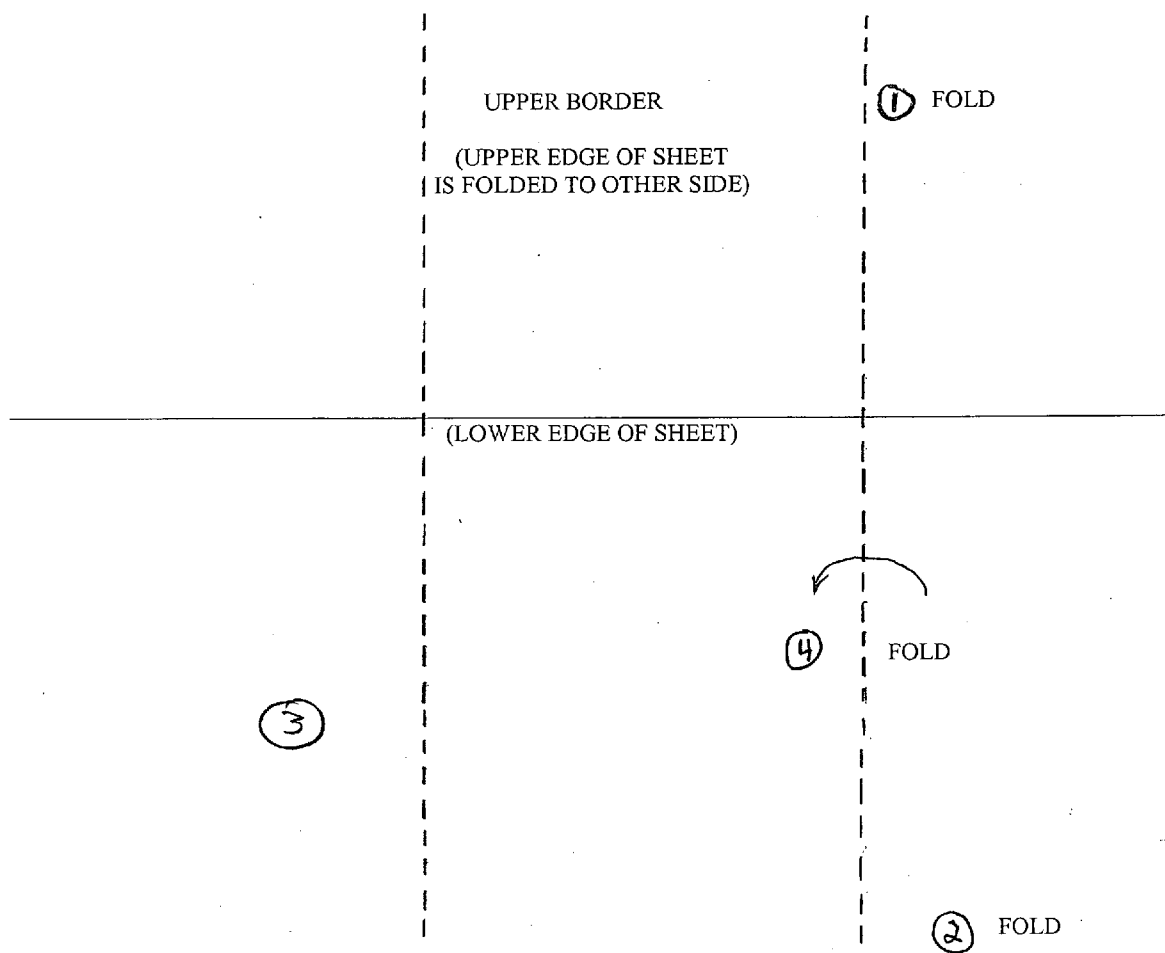 UPPER BORDER
1 FOLD
(UPPER EDGE OF SHEET
IS FOLDED TO OTHER SIDE)
(LOWER EDGE OF SHEET)
4 FOLD
3
2 FOLD